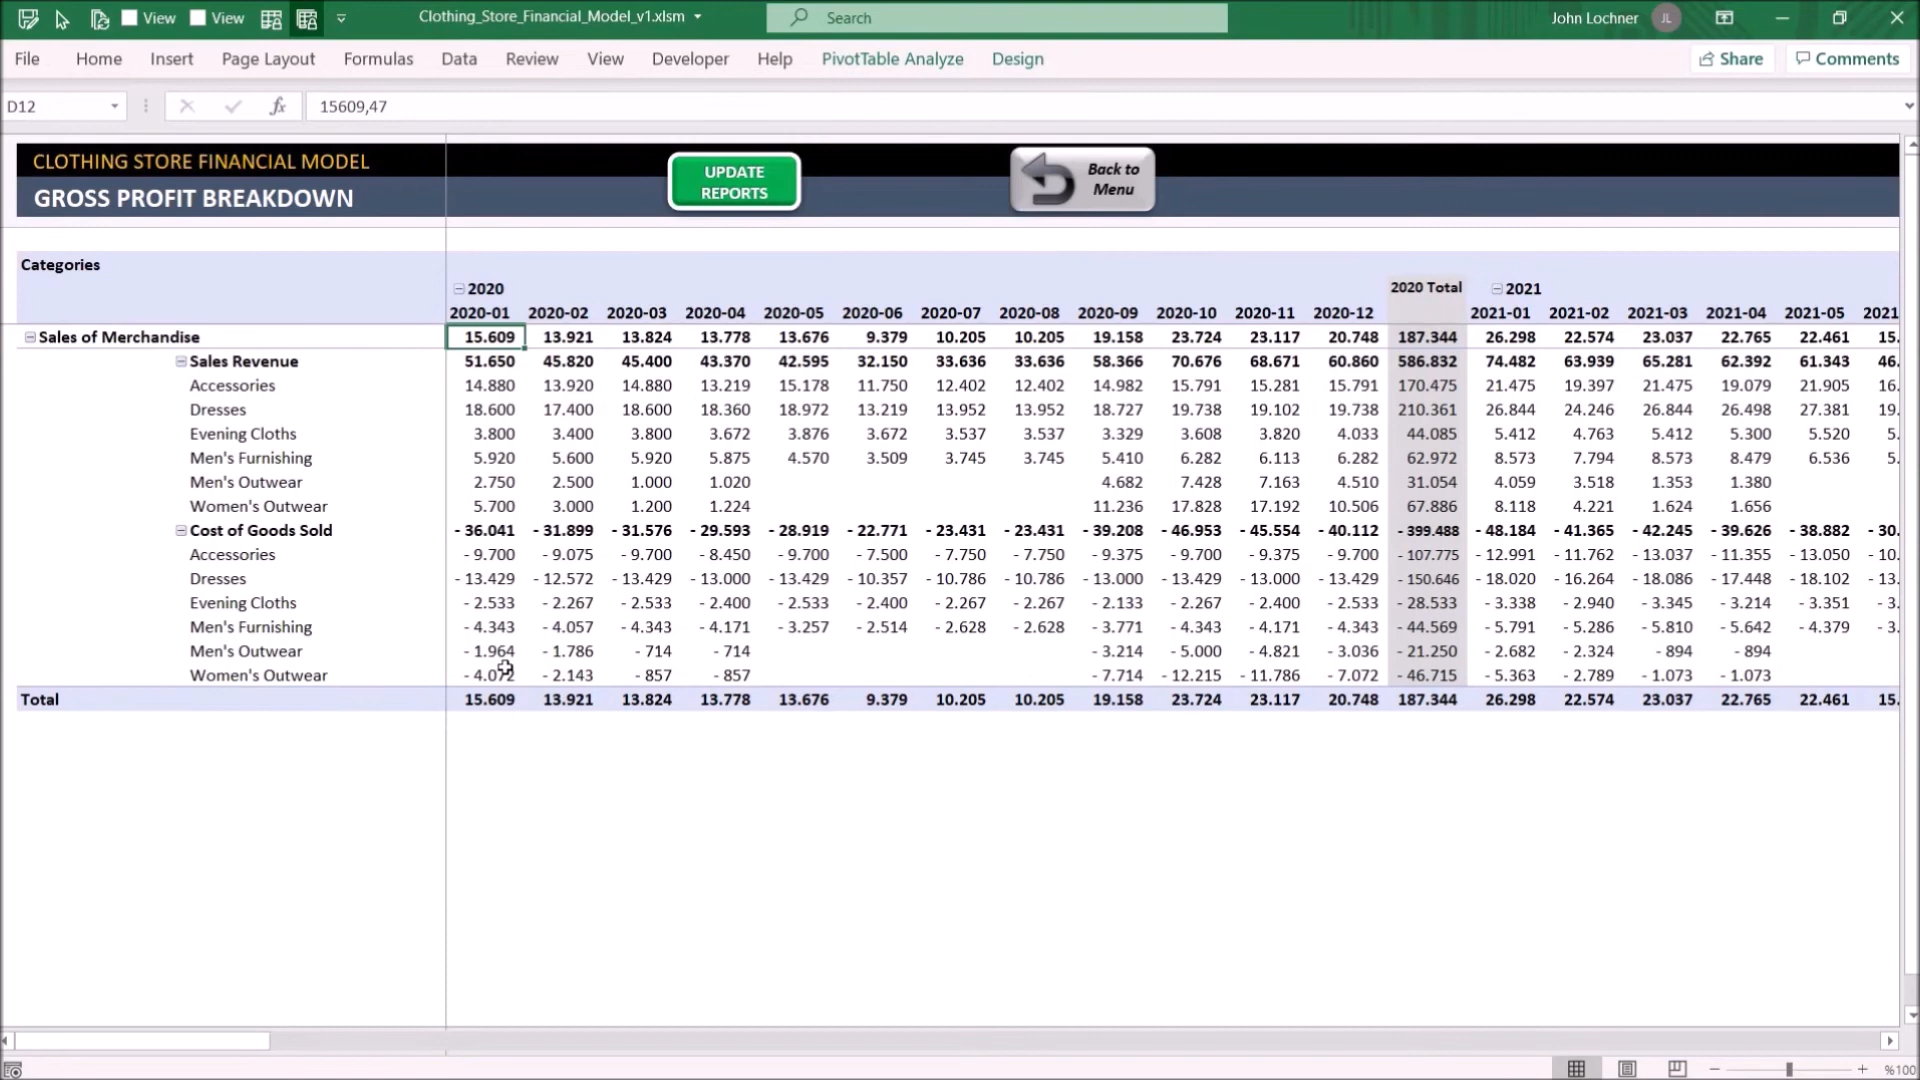 View View Clothing_Store_Financial_Model_v1.xlsm Search John Lochner JL
File Home Insert Page Layout Formulas Data Review View Developer Help PivotTable Analyze Design Share Comments
D12 fx 15609,47
CLOTHING STORE FINANCIAL MODEL
GROSS PROFIT BREAKDOWN
UPDATE
REPORTS
Back to
Menu
Categories
2020 2020 Total 2021
2020-01 2020-02 2020-03 2020-04 2020-05 2020-06 2020-07 2020-08 2020-09 2020-10 2020-11 2020-12 2021-01 2021-02 2021-03 2021-04 2021-05 2021
Sales of Merchandise 15.609 13.921 13.824 13.778 13.676 9.379 10.205 10.205 19.158 23.724 23.117 20.748 187.344 26.298 22.574 23.037 22.765 22.461 15.
Sales Revenue 51.650 45.820 45.400 43.370 42.595 32.150 33.636 33.636 58.366 70.676 68.671 60.860 586.832 74.482 63.939 65.281 62.392 61.343 46.
Accessories 14.880 13.920 14.880 13.219 15.178 11.750 12.402 12.402 14.982 15.791 15.281 15.791 170.475 21.475 19.397 21.475 19.079 21.905 16.
Dresses 18.600 17.400 18.600 18.360 18.972 13.219 13.952 13.952 18.727 19.738 19.102 19.738 210.361 26.844 24.246 26.844 26.498 27.381 19.
Evening Cloths 3.800 3.400 3.800 3.672 3.876 3.672 3.537 3.537 3.329 3.608 3.820 4.033 44.085 5.412 4.763 5.412 5.300 5.520 5.
Men's Furnishing 5.920 5.600 5.920 5.875 4.570 3.509 3.745 3.745 5.410 6.282 6.113 6.282 62.972 8.573 7.794 8.573 8.479 6.536 5.
Men's Outwear 2.750 2.500 1.000 1.020 4.682 7.428 7.163 4.510 31.054 4.059 3.518 1.353 1.380
Women's Outwear 5.700 3.000 1.200 1.224 11.236 17.828 17.192 10.506 67.886 8.118 4.221 1.624 1.656
Cost of Goods Sold - 36.041 - 31.899 - 31.576 - 29.593 - 28.919 - 22.771 - 23.431 - 23.431 - 39.208 - 46.953 - 45.554 - 40.112 - 399.488 - 48.184 - 41.365 - 42.245 - 39.626 - 38.882 - 30.
Accessories - 9.700 - 9.075 - 9.700 - 8.450 - 9.700 - 7.500 - 7.750 - 7.750 - 9.375 - 9.700 - 9.375 - 9.700 - 107.775 - 12.991 - 11.762 - 13.037 - 11.355 - 13.050 - 10.
Dresses - 13.429 - 12.572 - 13.429 - 13.000 - 13.429 - 10.357 - 10.786 - 10.786 - 13.000 - 13.429 - 13.000 - 13.429 - 150.646 - 18.020 - 16.264 - 18.086 - 17.448 - 18.102 - 13.
Evening Cloths - 2.533 - 2.267 - 2.533 - 2.400 - 2.533 - 2.400 - 2.267 - 2.267 - 2.133 - 2.267 - 2.400 - 2.533 - 28.533 - 3.338 - 2.940 - 3.345 - 3.214 - 3.351 - 3.
Men's Furnishing - 4.343 - 4.057 - 4.343 - 4.171 - 3.257 - 2.514 - 2.628 - 2.628 - 3.771 - 4.343 - 4.171 - 4.343 - 44.569 - 5.791 - 5.286 - 5.810 - 5.642 - 4.379 - 3.
Men's Outwear - 1.964 - 1.786 - 714 - 714 - 3.214 - 5.000 - 4.821 - 3.036 - 21.250 - 2.682 - 2.324 - 894 - 894
Women's Outwear - 4.072 - 2.143 - 857 - 857 - 7.714 - 12.215 - 11.786 - 7.072 - 46.715 - 5.363 - 2.789 - 1.073 - 1.073
Total 15.609 13.921 13.824 13.778 13.676 9.379 10.205 10.205 19.158 23.724 23.117 20.748 187.344 26.298 22.574 23.037 22.765 22.461 15.
%100